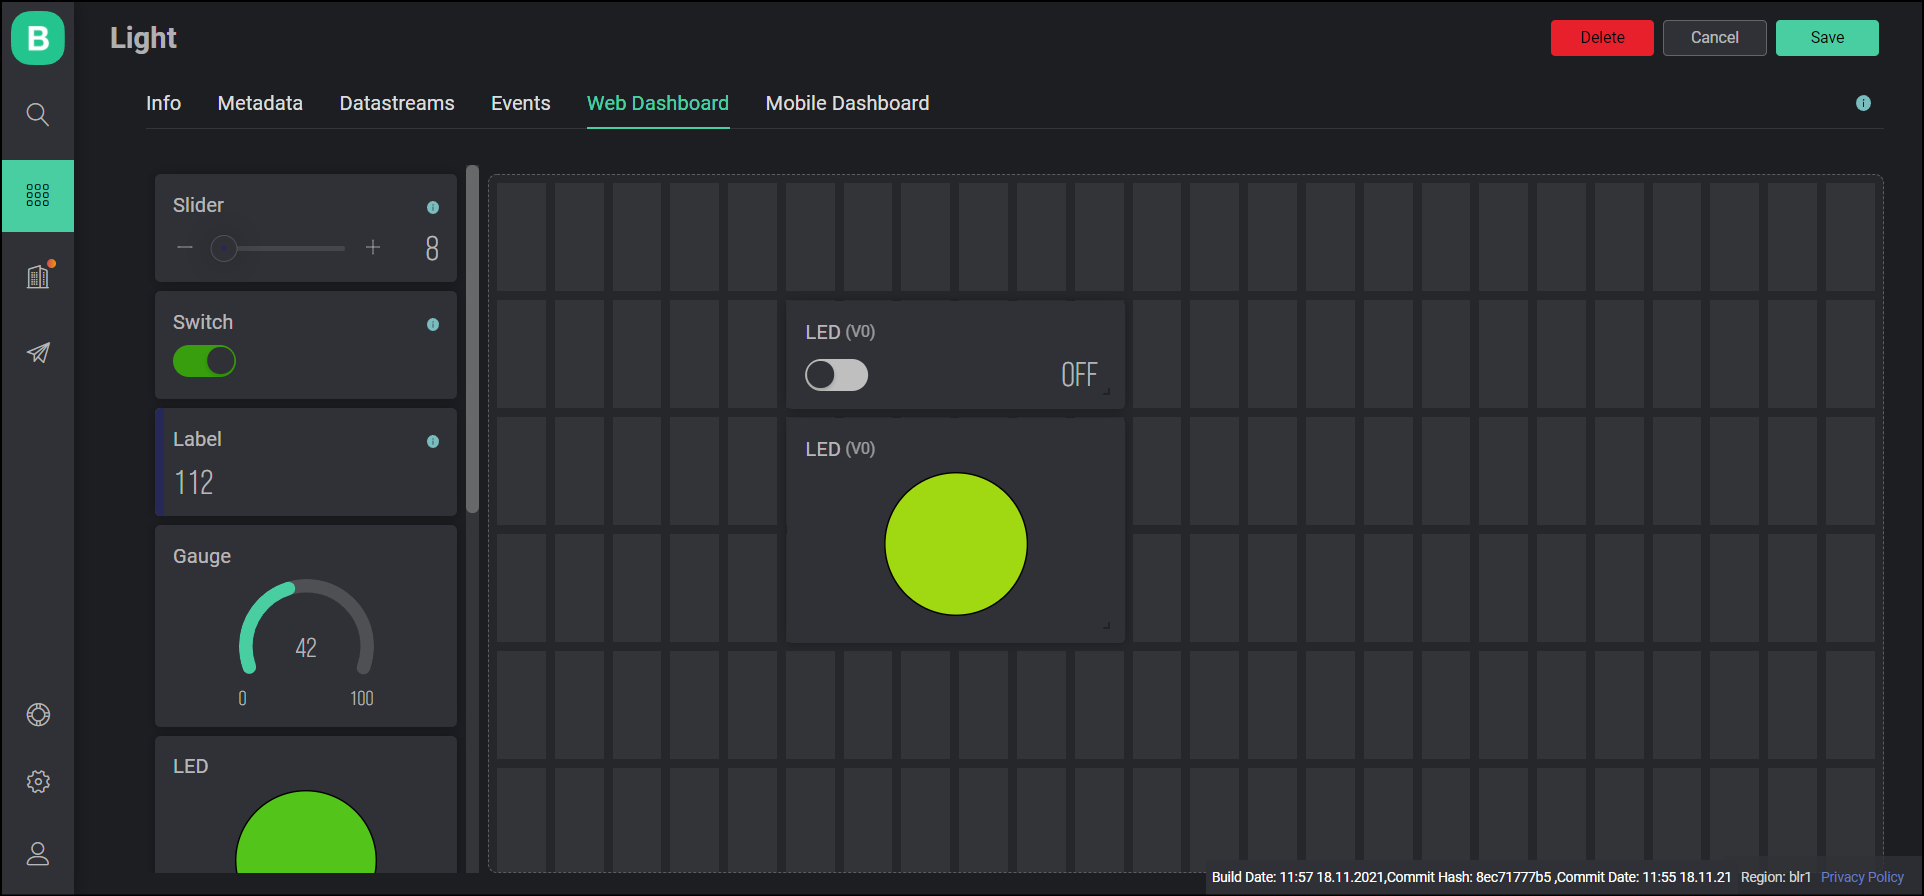 B
Light
Delete Cancel Save
Info Metadata Datastreams Events Web Dashboard Mobile Dashboard
Slider
8
Switch
Label
112
Gauge
42
0 100
LED
LED (V0)
OFF
LED (V0)
Build Date: 11:57 18.11.2021,Commit Hash: 8ec71777b5 ,Commit Date: 11:55 18.11.21 Region: blr1 Privacy Policy